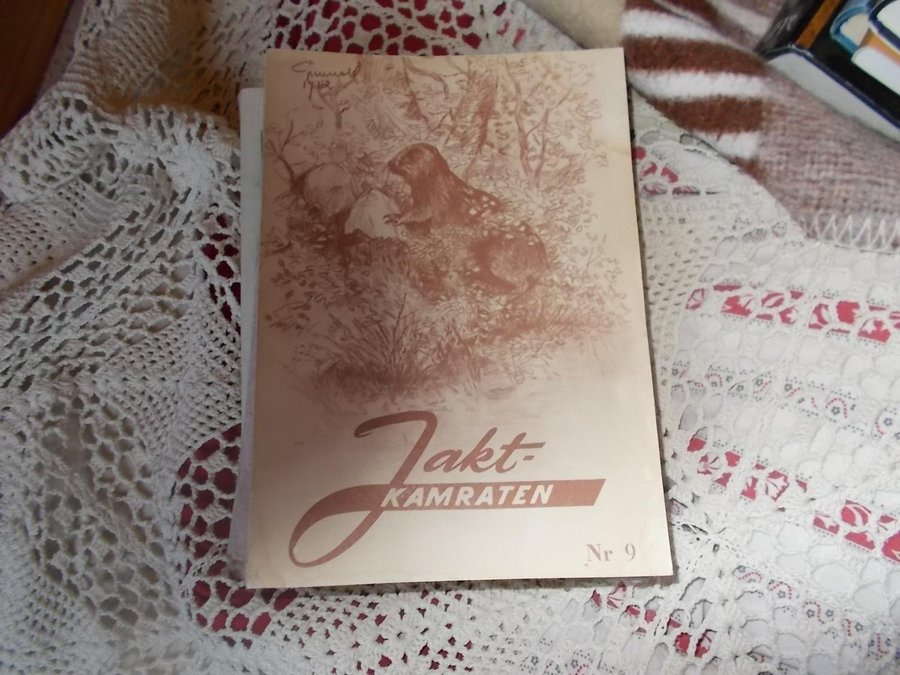 Jakt-
KAMRATEN
Nr 9